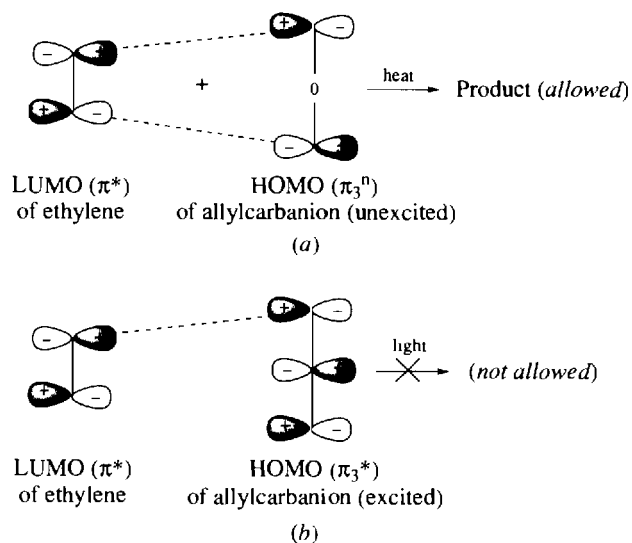 − + + −
+ 0 heat Product (allowed)
+ − − +
LUMO (π*) HOMO (π₃ⁿ)
of ethylene of allylcarbanion (unexcited)
(a)
+ −
− + light
− + (not allowed)
+ − + −
LUMO (π*) HOMO (π₃*)
of ethylene of allylcarbanion (excited)
(b)